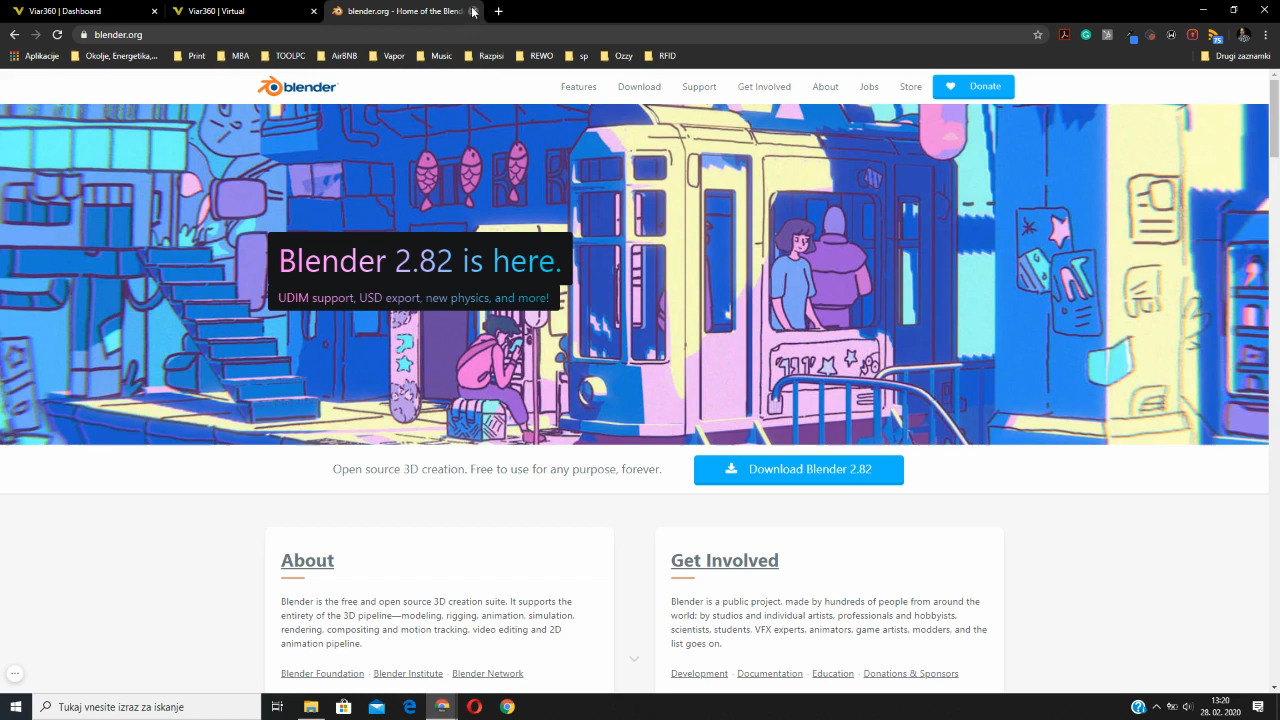 Viar360 | Dashboard
Viar360 | Virtual
blender.org - Home of the Blend
blender.org
Aplikacije
Okolje, Energetika,...
Print
MBA
TOOLPC
AirBNB
Vapor
Music
Razpisi
REWO
sp
Ozzy
RFID
Drugi zaznamki
blender
Features
Download
Support
Get Involved
About
Jobs
Store
Donate
Blender 2.82 is here.
UDIM support, USD export, new physics, and more!
Open source 3D creation. Free to use for any purpose, forever.
Download Blender 2.82
About
Blender is the free and open source 3D creation suite. It supports the
entirety of the 3D pipeline—modeling, rigging, animation, simulation,
rendering, compositing and motion tracking, video editing and 2D
animation pipeline.
Blender Foundation · Blender Institute · Blender Network
Get Involved
Blender is a public project, made by hundreds of people from around the
world; by studios and individual artists, professionals and hobbyists,
scientists, students, VFX experts, animators, game artists, modders, and the
list goes on.
Development · Documentation · Education · Donations & Sponsors
Tukaj vnesite izraz za iskanje
13:20
28. 02. 2020